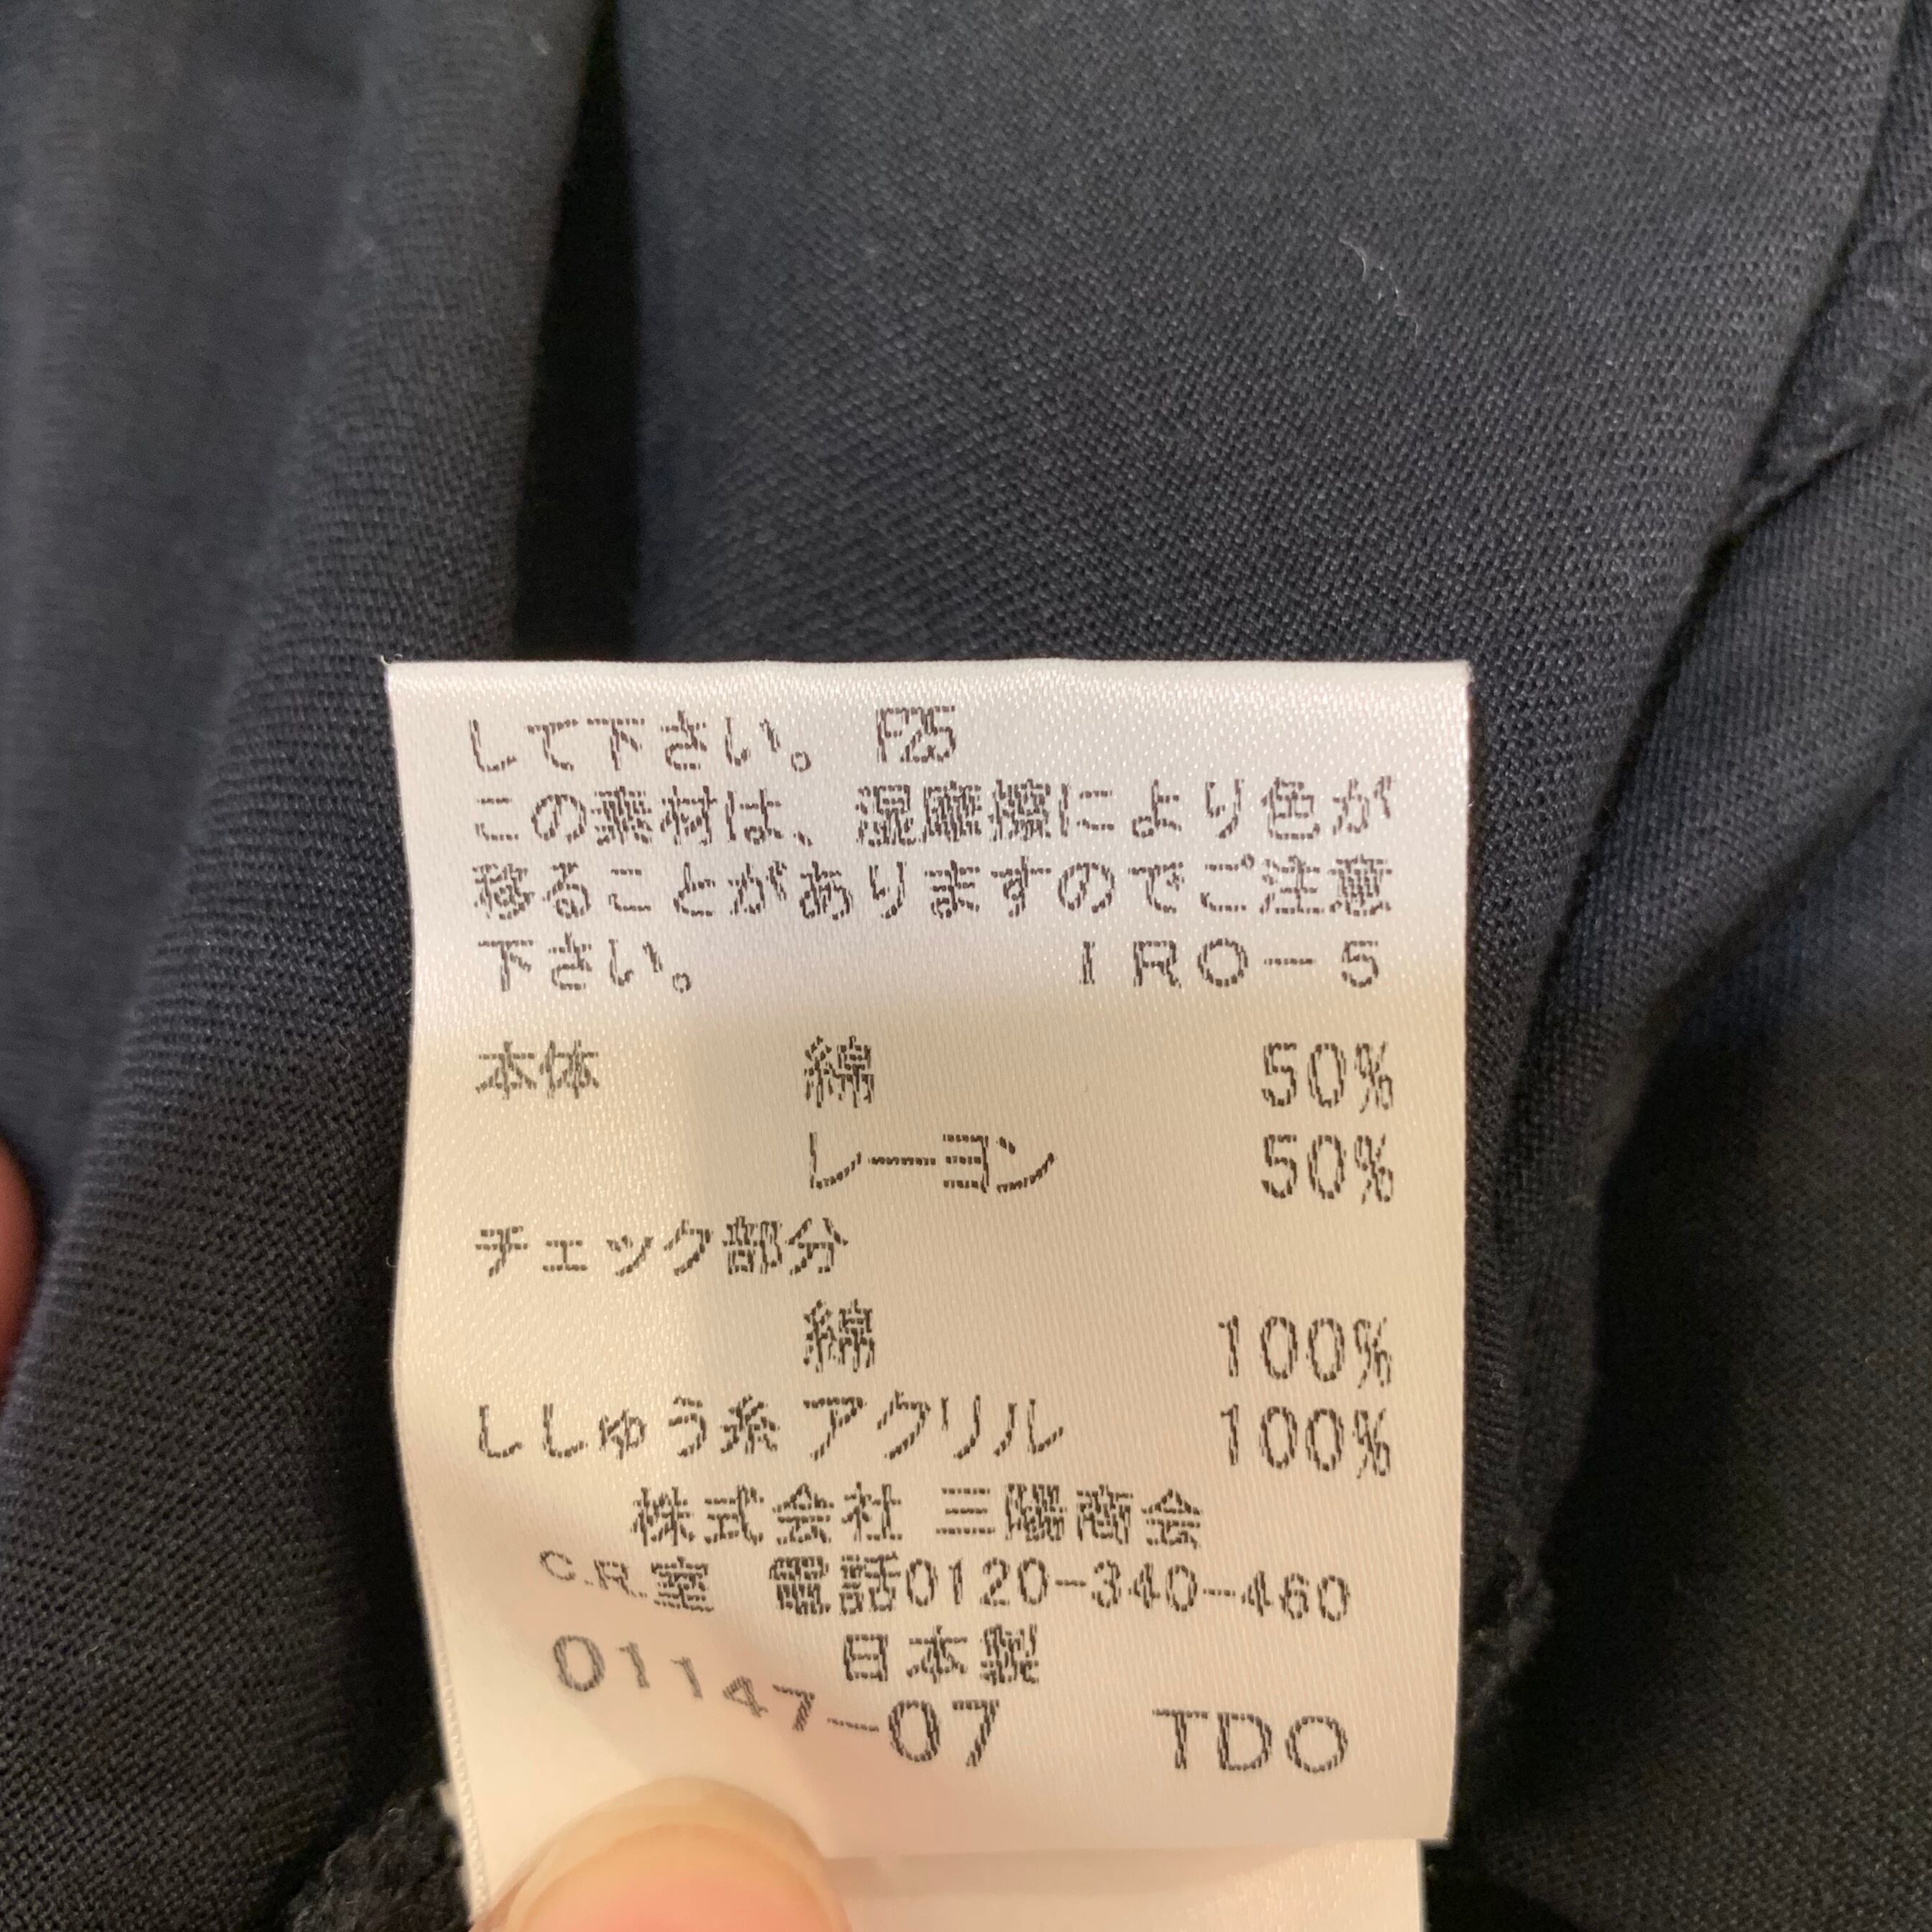 して下さい。 F25
この素材は、湿摩擦により色が
移ることがありますのでご注意
下さい。 IRO-5
本体 綿 50%
レーヨン 50%
チェック部分
綿 100%
ししゅう糸 アクリル 100%
株式会社 三陽商会
C.R.室 電話0120-340-460
日本製
01147-07 TDO